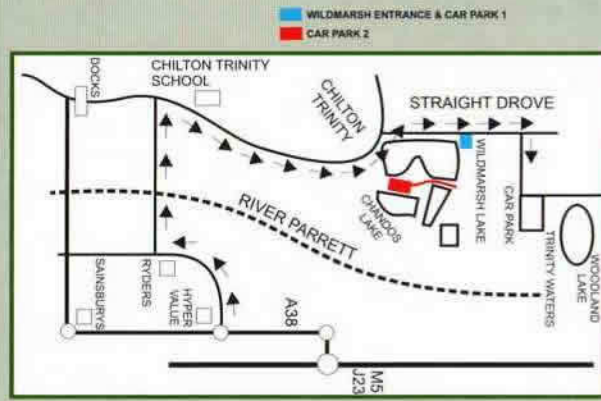 WILDMARSH ENTRANCE & CAR PARK 1
CAR PARK 2
DOCKS
CHILTON TRINITY
SCHOOL
CHILTON
TRINITY
STRAIGHT DROVE
WILDMARSH LAKE
CAR PARK
TRINITY WATERS
WOODLAND
LAKE
CHANDOS
LAKE
RIVER PARRETT
SAINSBURYS
RYDERS
HYPER
VALUE
A38
M5
J23